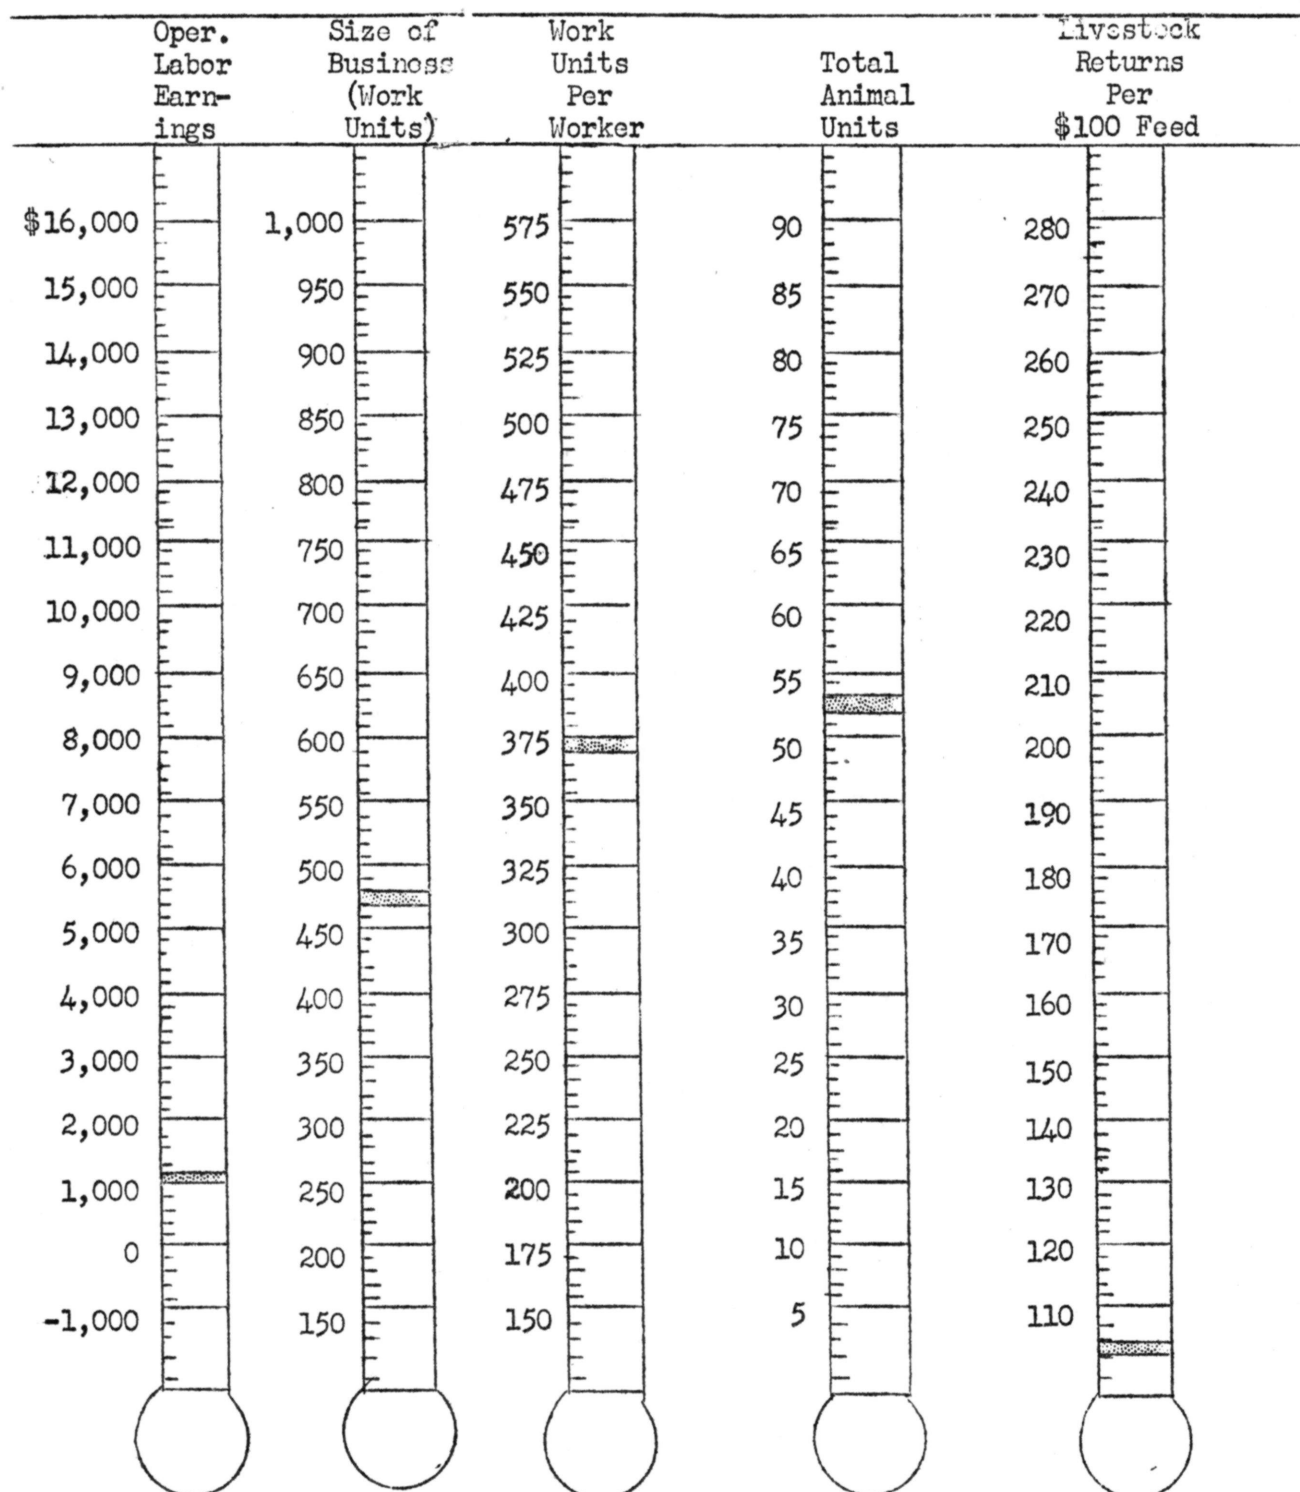 Oper. Size of Work Livestock
Labor Business Units Total Returns
Earn- (Work Per Animal Per
ings Units) Worker Units $100 Feed
$16,000 1,000 575 90 280
15,000 950 550 85 270
14,000 900 525 80 260
13,000 850 500 75 250
12,000 800 475 70 240
11,000 750 450 65 230
10,000 700 425 60 220
9,000 650 400 55 210
8,000 600 375 50 200
7,000 550 350 45 190
6,000 500 325 40 180
5,000 450 300 35 170
4,000 400 275 30 160
3,000 350 250 25 150
2,000 300 225 20 140
1,000 250 200 15 130
0 200 175 10 120
-1,000 150 150 5 110